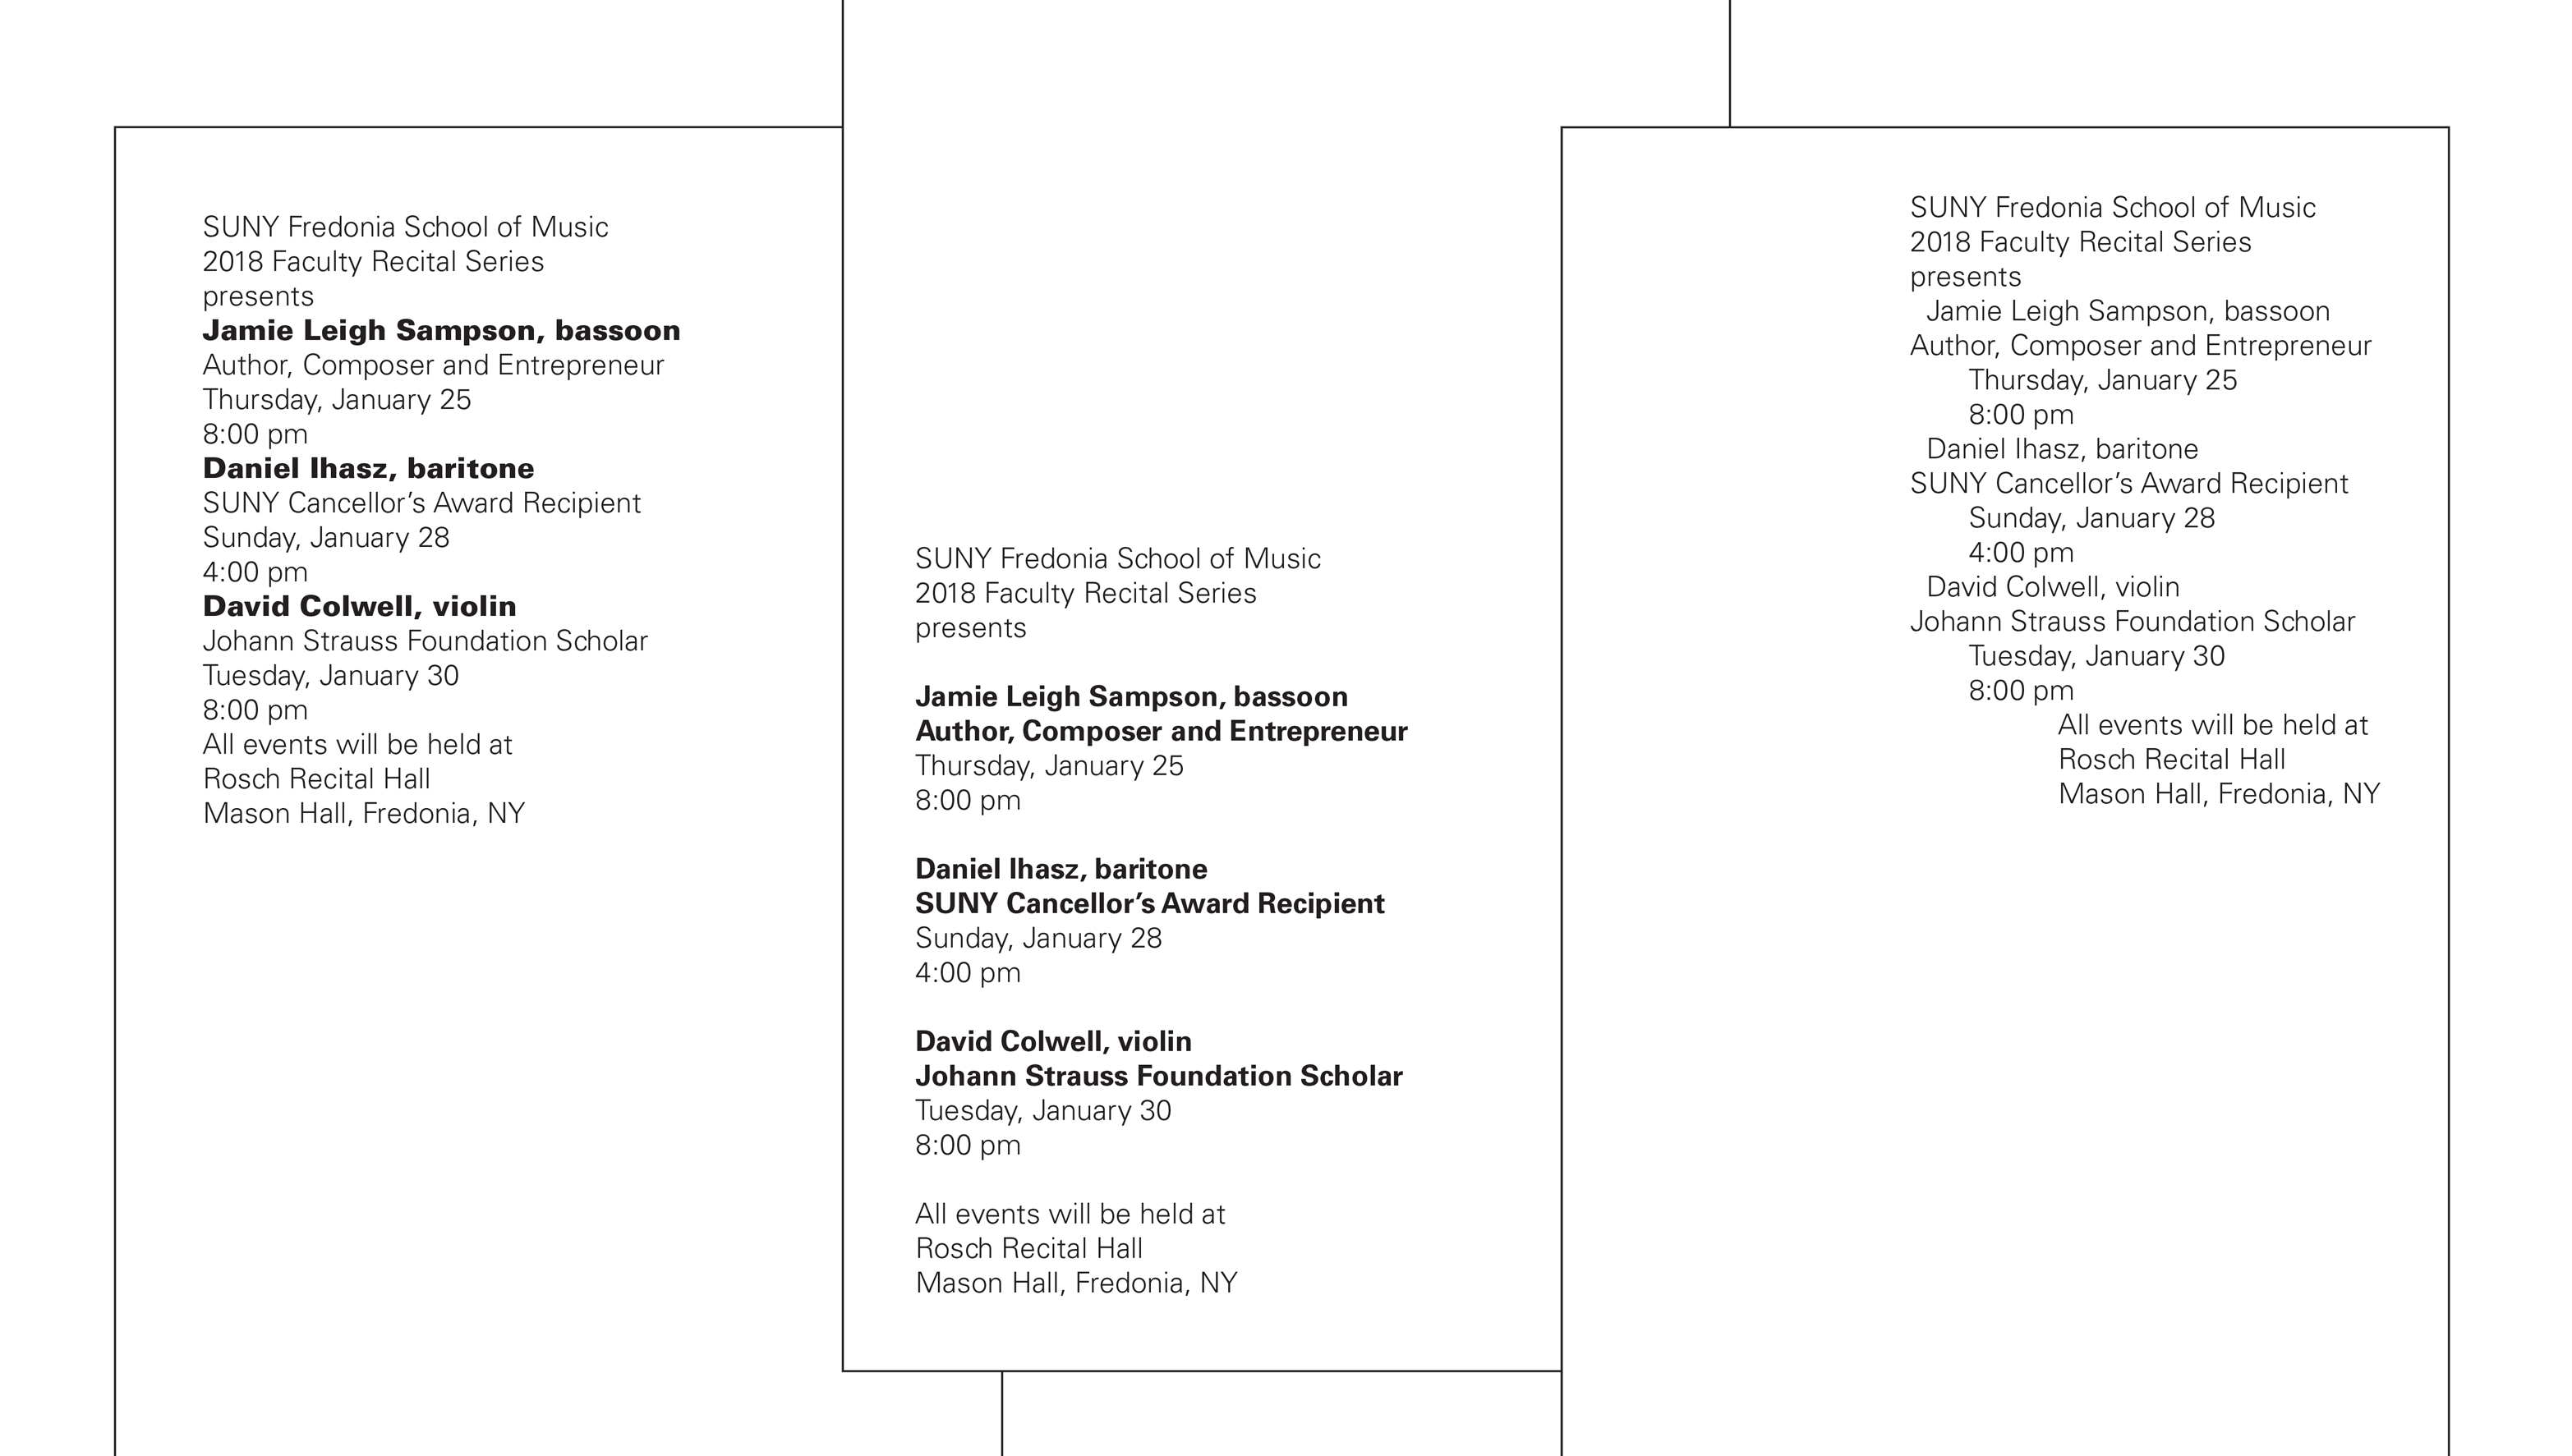 SUNY Fredonia School of Music
2018 Faculty Recital Series
presents
Jamie Leigh Sampson, bassoon
Author, Composer and Entrepreneur
Thursday, January 25
8:00 pm
Daniel Ihasz, baritone
SUNY Cancellor’s Award Recipient
Sunday, January 28
4:00 pm
David Colwell, violin
Johann Strauss Foundation Scholar
Tuesday, January 30
8:00 pm
All events will be held at
Rosch Recital Hall
Mason Hall, Fredonia, NY
SUNY Fredonia School of Music
2018 Faculty Recital Series
presents
Jamie Leigh Sampson, bassoon
Author, Composer and Entrepreneur
Thursday, January 25
8:00 pm
Daniel Ihasz, baritone
SUNY Cancellor’s Award Recipient
Sunday, January 28
4:00 pm
David Colwell, violin
Johann Strauss Foundation Scholar
Tuesday, January 30
8:00 pm
All events will be held at
Rosch Recital Hall
Mason Hall, Fredonia, NY
SUNY Fredonia School of Music
2018 Faculty Recital Series
presents
Jamie Leigh Sampson, bassoon
Author, Composer and Entrepreneur
Thursday, January 25
8:00 pm
Daniel Ihasz, baritone
SUNY Cancellor’s Award Recipient
Sunday, January 28
4:00 pm
David Colwell, violin
Johann Strauss Foundation Scholar
Tuesday, January 30
8:00 pm
All events will be held at
Rosch Recital Hall
Mason Hall, Fredonia, NY